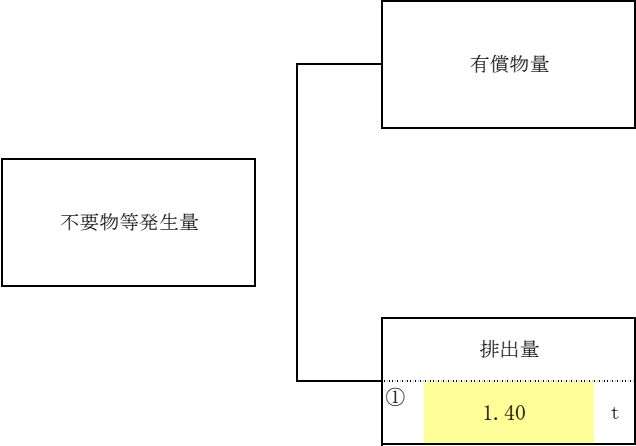 有償物量
不要物等発生量
排出量
①
1.40 t